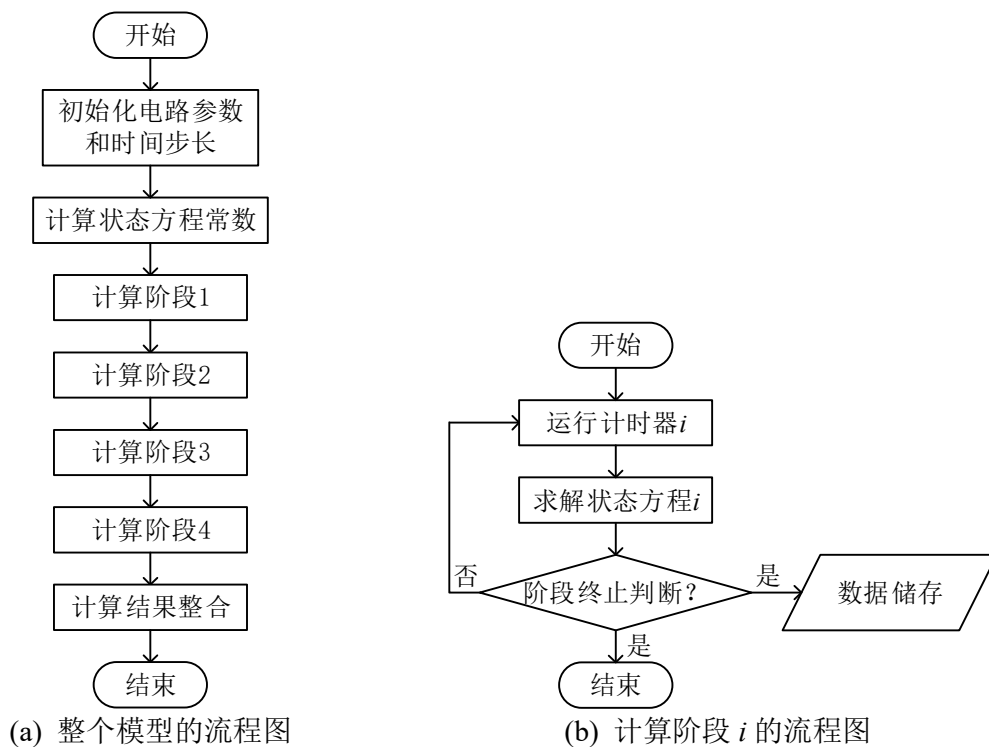 开始
初始化电路参数
和时间步长
计算状态方程常数
计算阶段1
计算阶段2
计算阶段3
计算阶段4
计算结果整合
结束
(a) 整个模型的流程图
开始
运行计时器i
求解状态方程i
阶段终止判断?
否
是
数据储存
是
结束
(b) 计算阶段 i 的流程图